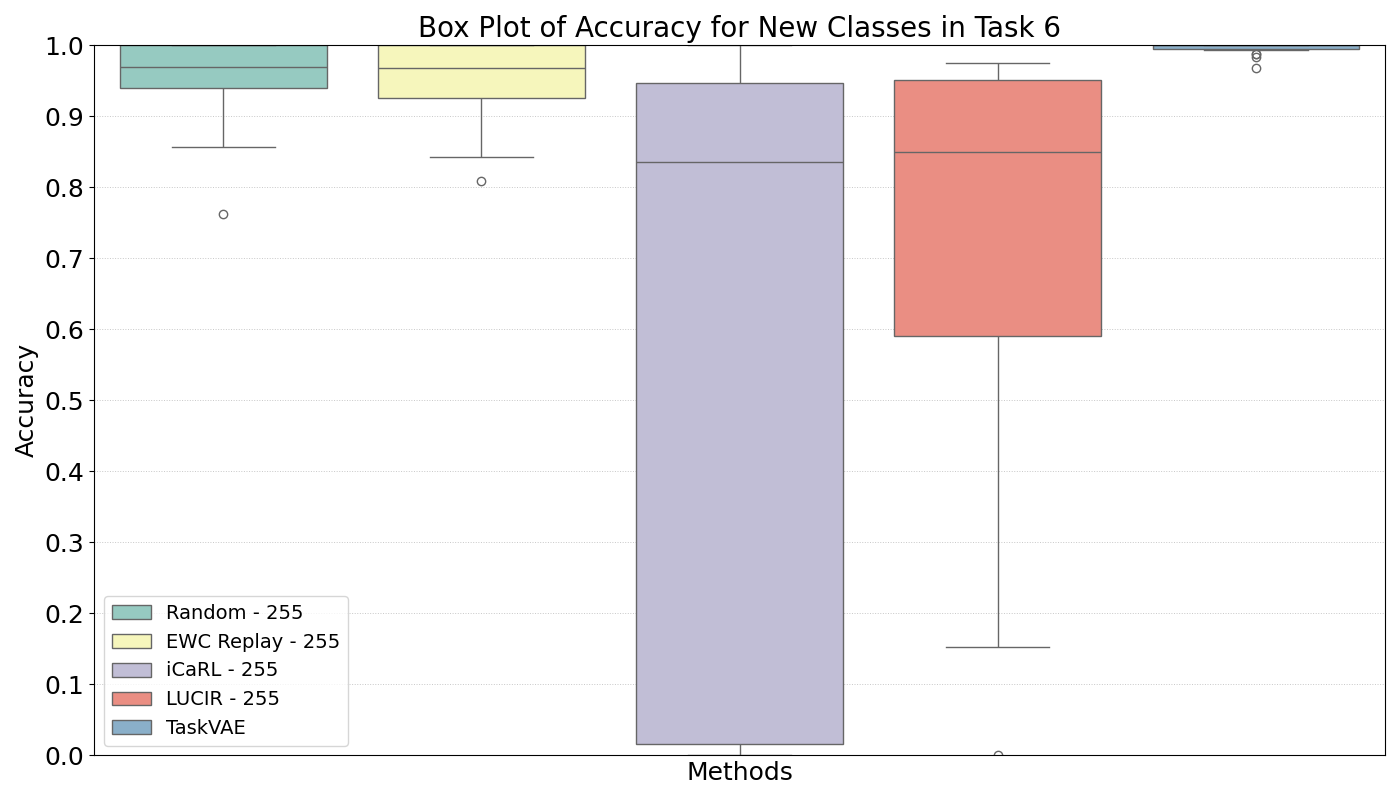 Box Plot of Accuracy for New Classes in Task 6
1.0
0.9
0.8
0.7
0.6
0.5
0.4
0.3
0.2
0.1
0.0
Accuracy
Random - 255
EWC Replay - 255
iCaRL - 255
LUCIR - 255
TaskVAE
Methods